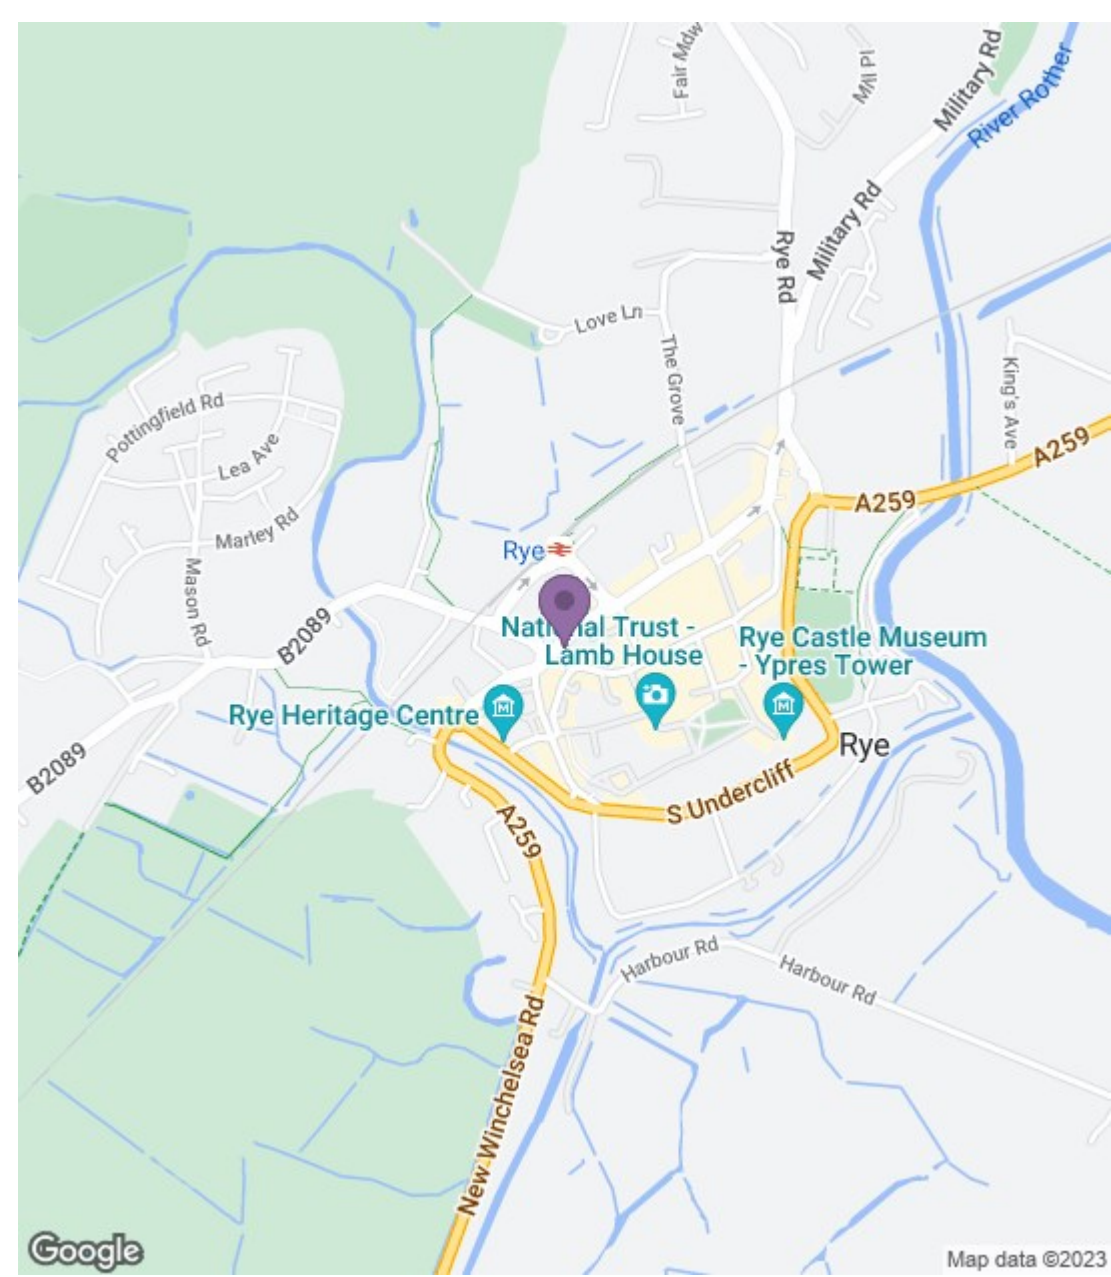 Fair Mdw
Mill Pl
Military Rd
River Rother
Military Rd
Rye Rd
Love Ln
The Grove
King's Ave
Pottingfield Rd
Lea Ave
A259
A259
Marley Rd
Rye
Mason Rd
B2089
National Trust -
Lamb House
Rye Castle Museum
- Ypres Tower
Rye Heritage Centre
Rye
B2089
S Undercliff
A259
Harbour Rd
Harbour Rd
New Winchelsea Rd
Google
Map data ©2023